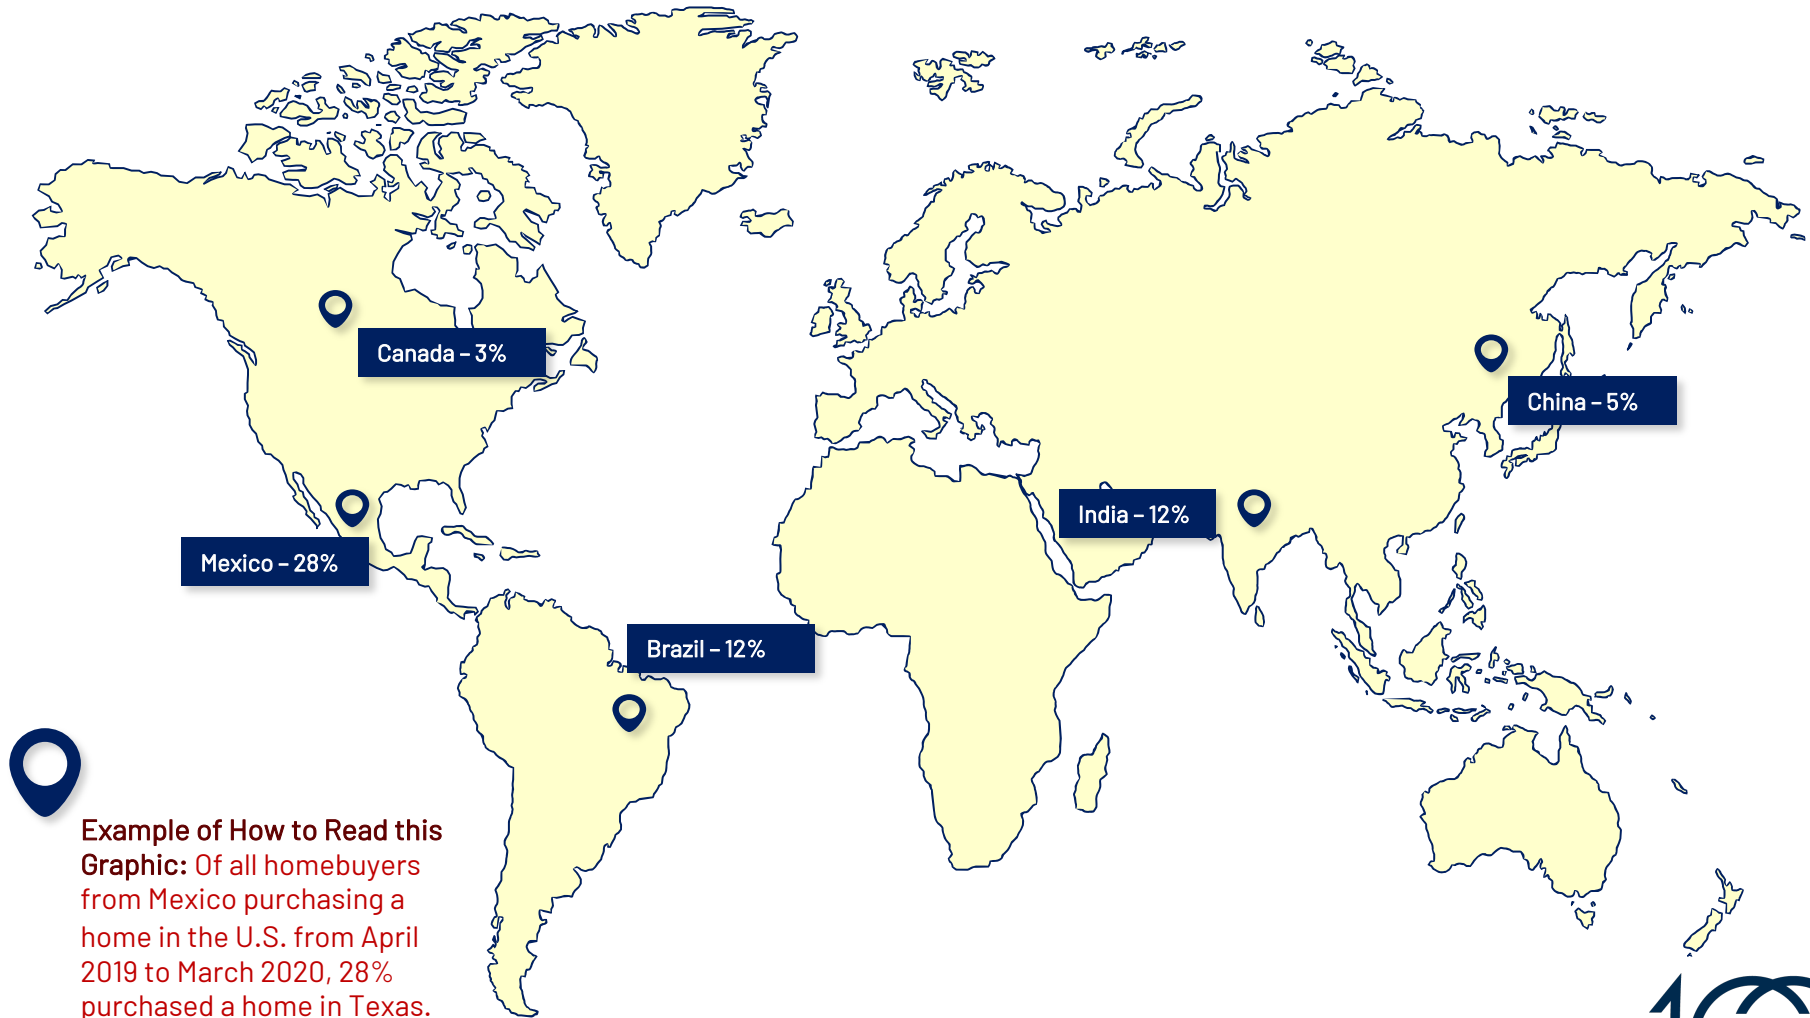 Canada – 3%
China – 5%
India – 12%
Mexico – 28%
Brazil – 12%
Example of How to Read this
Graphic: Of all homebuyers
from Mexico purchasing a
home in the U.S. from April
2019 to March 2020, 28%
purchased a home in Texas.
100